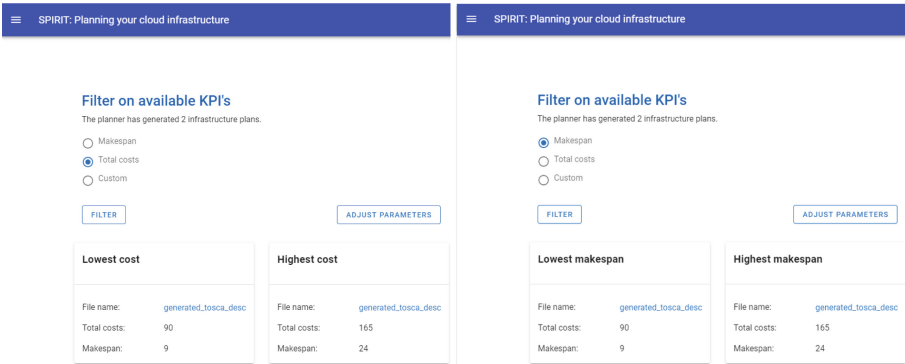 SPIRIT: Planning your cloud infrastructure
Filter on available KPI's
The planner has generated 2 infrastructure plans.
Makespan
Total costs
Custom
FILTER
ADJUST PARAMETERS
Lowest cost
File name: generated_tosca_desc
Total costs: 90
Makespan: 9
Highest cost
File name: generated_tosca_desc
Total costs: 165
Makespan: 24
SPIRIT: Planning your cloud infrastructure
Filter on available KPI's
The planner has generated 2 infrastructure plans.
Makespan
Total costs
Custom
FILTER
ADJUST PARAMETERS
Lowest makespan
File name: generated_tosca_desc
Total costs: 90
Makespan: 9
Highest makespan
File name: generated_tosca_desc
Total costs: 165
Makespan: 24